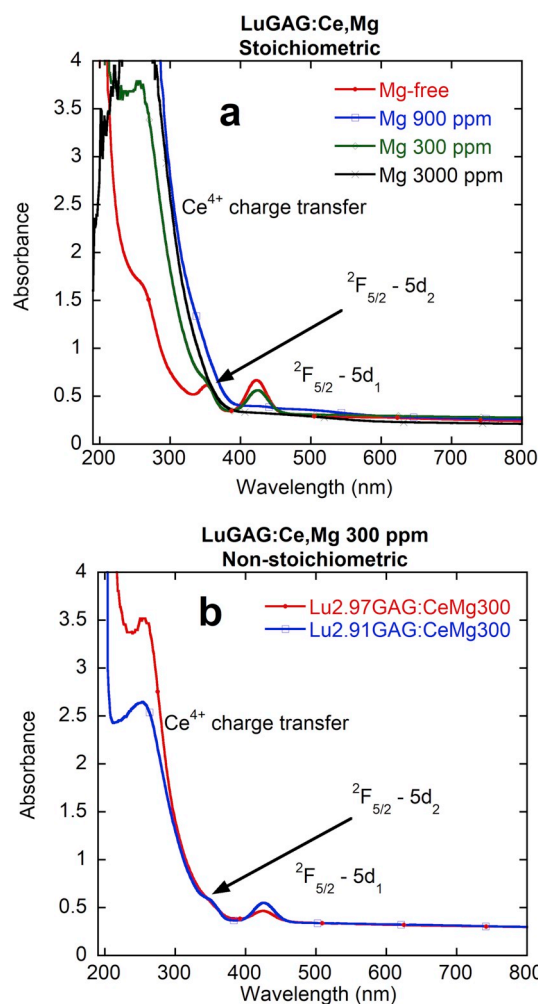 LuGAG:Ce,Mg
Stoichiometric
4
3.5
3
2.5
2
1.5
1
0.5
0
Absorbance
a
Mg-free
Mg 900 ppm
Mg 300 ppm
Mg 3000 ppm
Ce⁴⁺ charge transfer
²F₅/₂ - 5d₂
²F₅/₂ - 5d₁
200 300 400 500 600 700 800
Wavelength (nm)
LuGAG:Ce,Mg 300 ppm
Non-stoichiometric
4
3.5
3
2.5
2
1.5
1
0.5
0
Absorbance
b
Lu2.97GAG:CeMg300
Lu2.91GAG:CeMg300
Ce⁴⁺ charge transfer
²F₅/₂ - 5d₂
²F₅/₂ - 5d₁
200 300 400 500 600 700 800
Wavelength (nm)